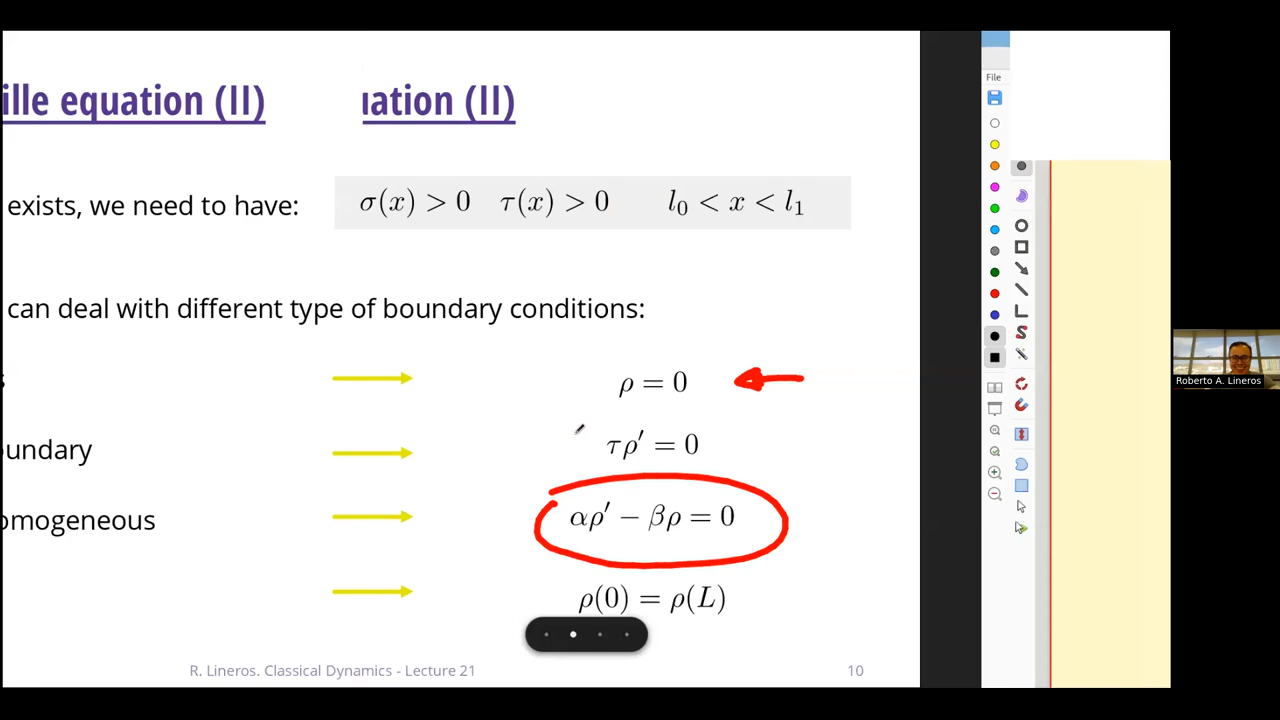 ille equation (II) uation (II)
File
exists, we need to have: σ(x) > 0 τ(x) > 0 l₀ < x < l₁
can deal with different type of boundary conditions:
s ρ = 0
Roberto A. Lineros
oundary τρ′ = 0
omogeneous αρ′ − βρ = 0
ρ(0) = ρ(L)
R. Lineros. Classical Dynamics - Lecture 21 10